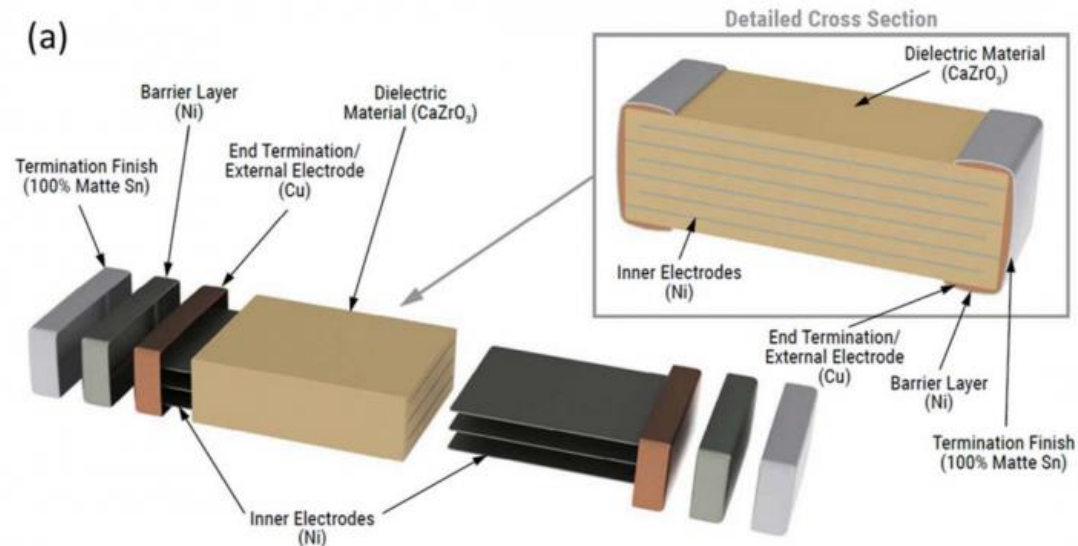 (a)
Detailed Cross Section
Dielectric Material
(CaZrO₃)
Barrier Layer
(Ni)
Dielectric
Material (CaZrO₃)
Termination Finish
(100% Matte Sn)
End Termination/
External Electrode
(Cu)
Inner Electrodes
(Ni)
End Termination/
External Electrode
(Cu)
Barrier Layer
(Ni)
Termination Finish
(100% Matte Sn)
Inner Electrodes
(Ni)